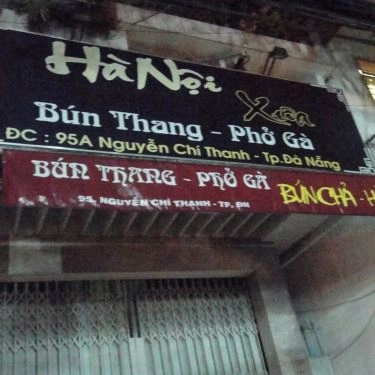 Hà Nội Xưa
Bún Thang - Phở Gà
ĐC : 95A Nguyễn Chí Thanh - Tp.Đà Nẵng
BÚN THANG - PHỞ GÀ
BÚN CHẢ - H
95, NGUYỄN CHÍ THANH - TP. ĐN